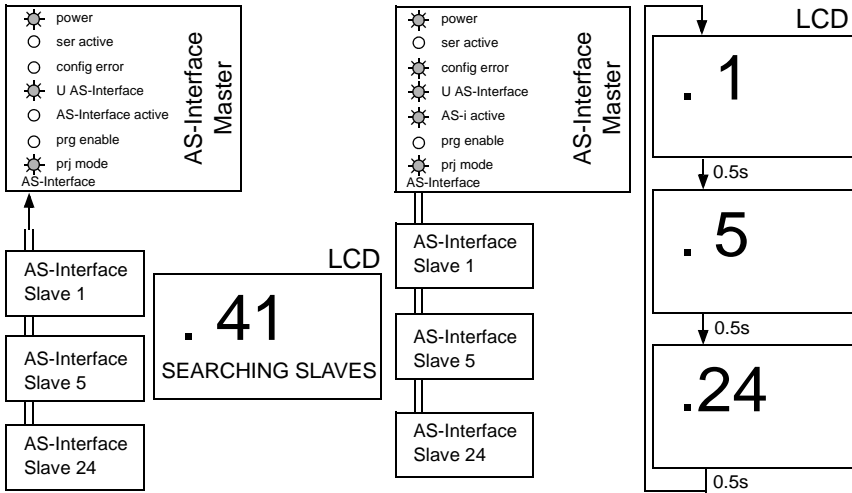 power
ser active
config error
U AS-Interface
AS-Interface active
prg enable
prj mode
AS-Interface
AS-Interface
Master
AS-Interface
Slave 1
AS-Interface
Slave 5
AS-Interface
Slave 24
LCD
. 41
SEARCHING SLAVES
power
ser active
config error
U AS-Interface
AS-i active
prg enable
prj mode
AS-Interface
AS-Interface
Master
AS-Interface
Slave 1
AS-Interface
Slave 5
AS-Interface
Slave 24
LCD
. 1
0.5s
. 5
0.5s
.24
0.5s